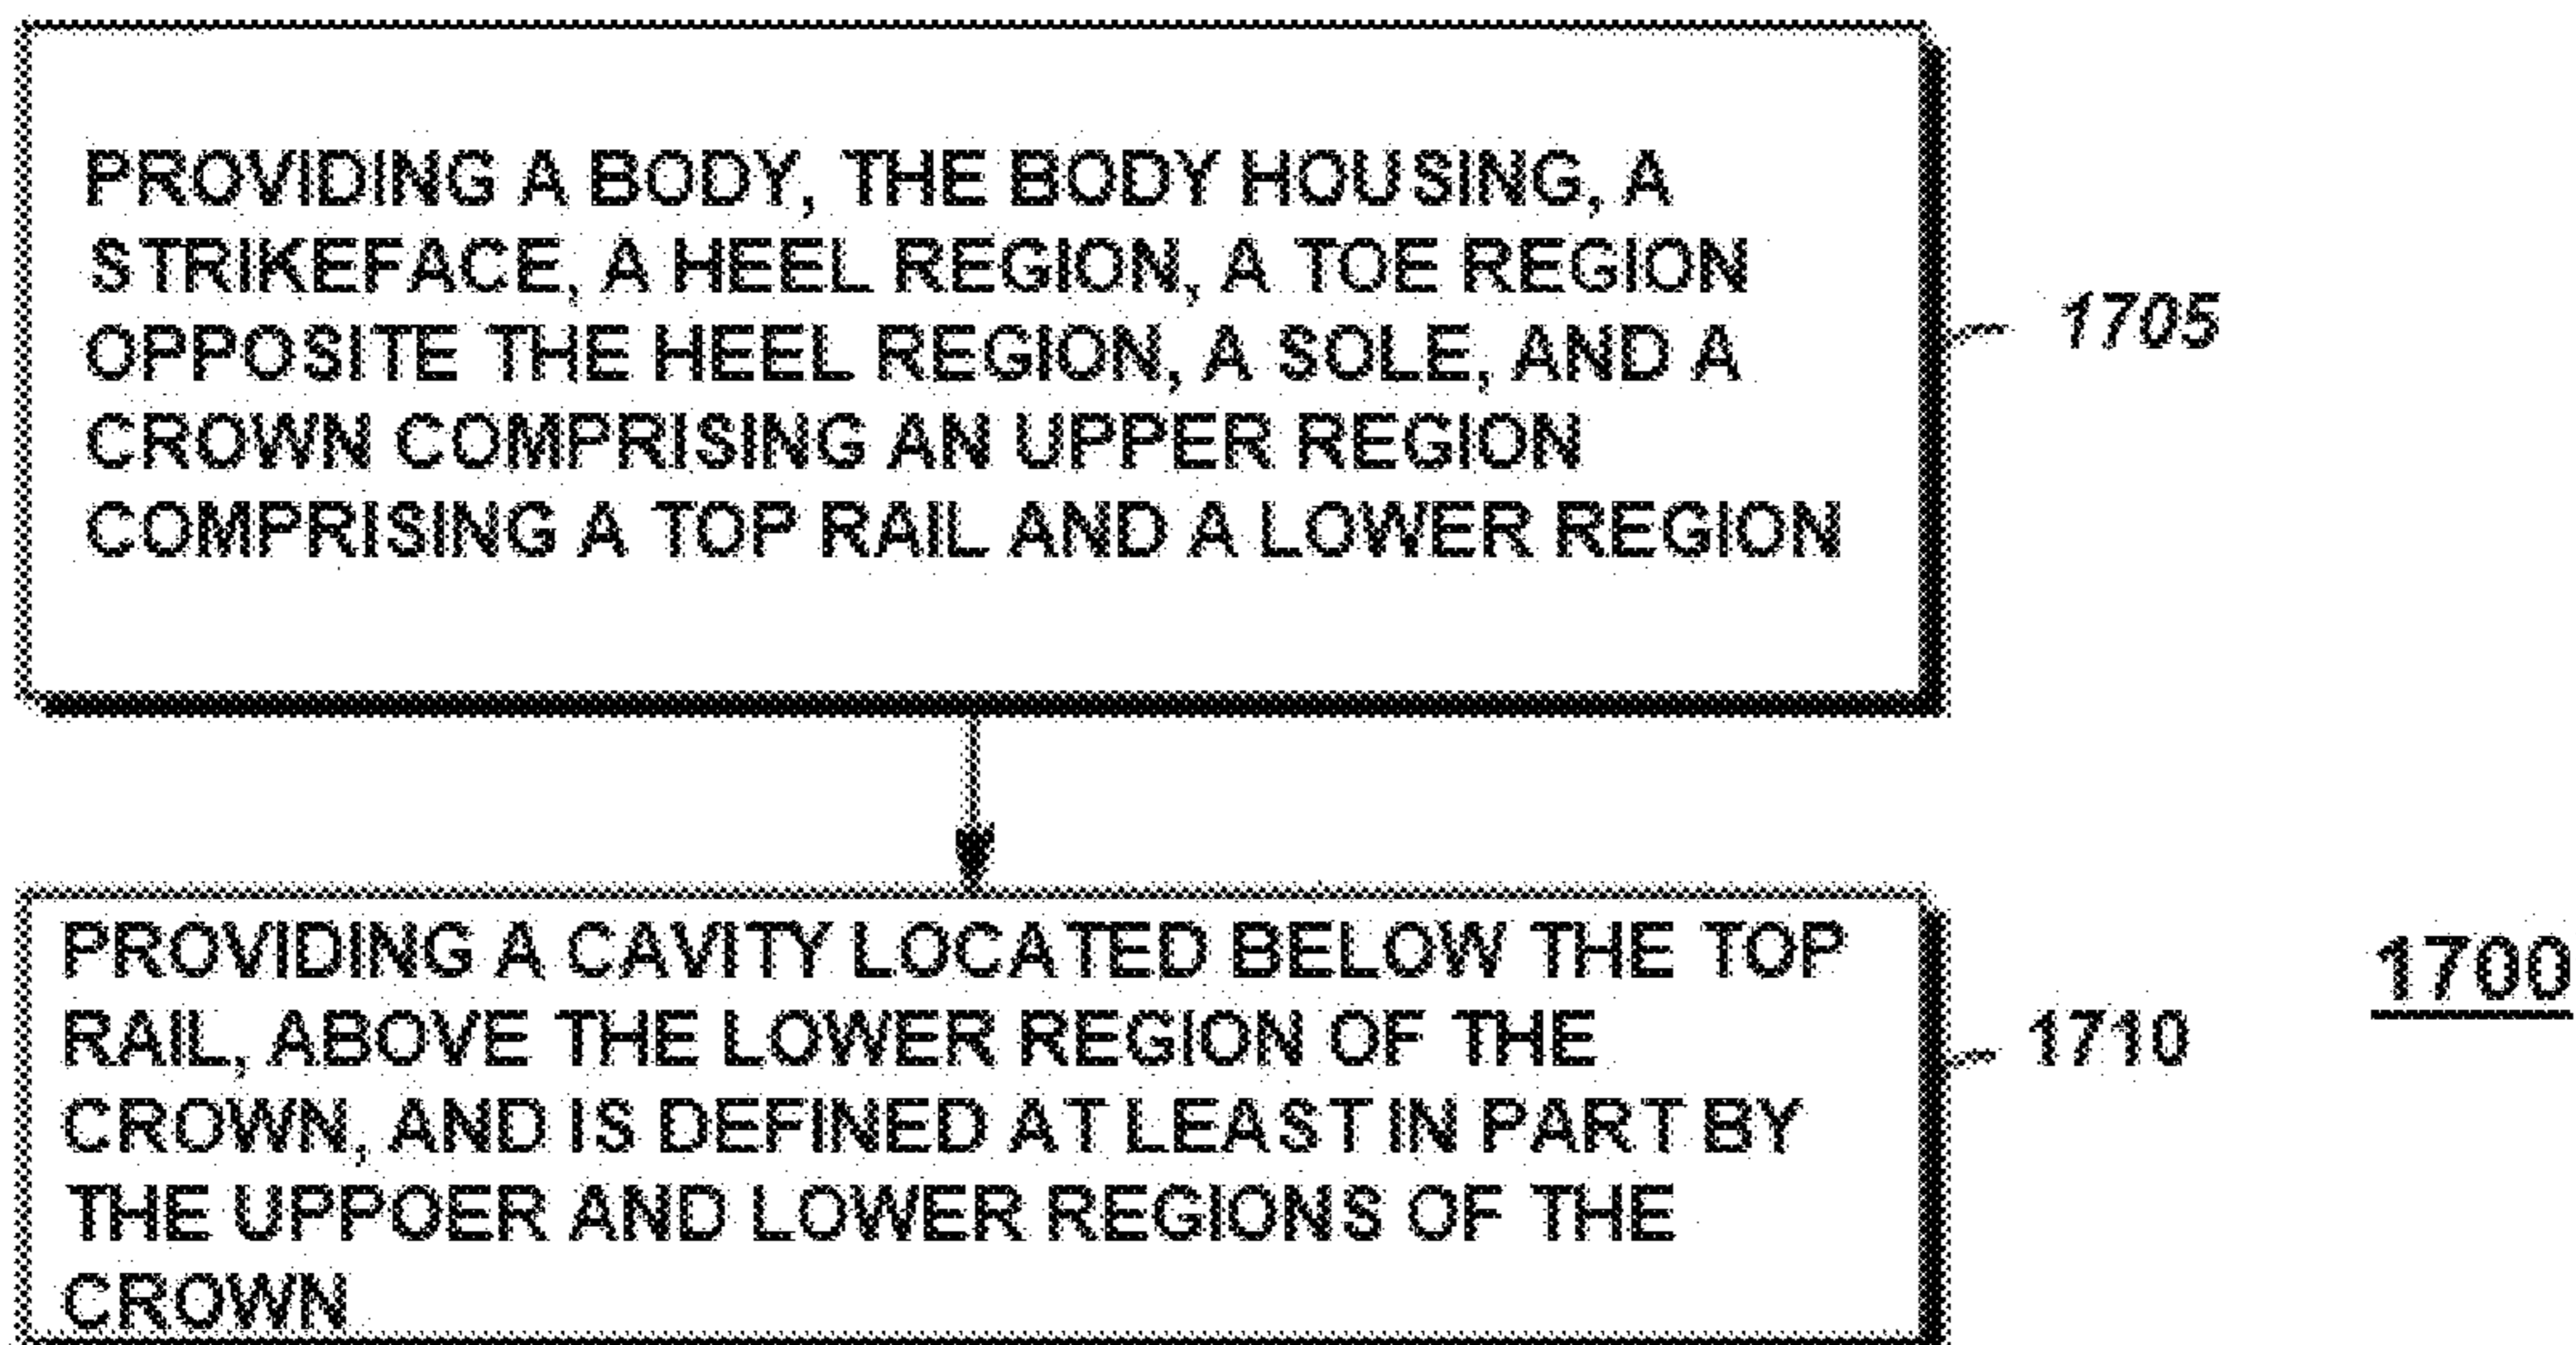 PROVIDING A BODY, THE BODY HOUSING, A
STRIKEFACE, A HEEL REGION, A TOE REGION
OPPOSITE THE HEEL REGION, A SOLE, AND A
CROWN COMPRISING AN UPPER REGION
COMPRISING A TOP RAIL AND A LOWER REGION
1705
PROVIDING A CAVITY LOCATED BELOW THE TOP
RAIL, ABOVE THE LOWER REGION OF THE
CROWN, AND IS DEFINED AT LEAST IN PART BY
THE UPPOER AND LOWER REGIONS OF THE
CROWN
1710
1700